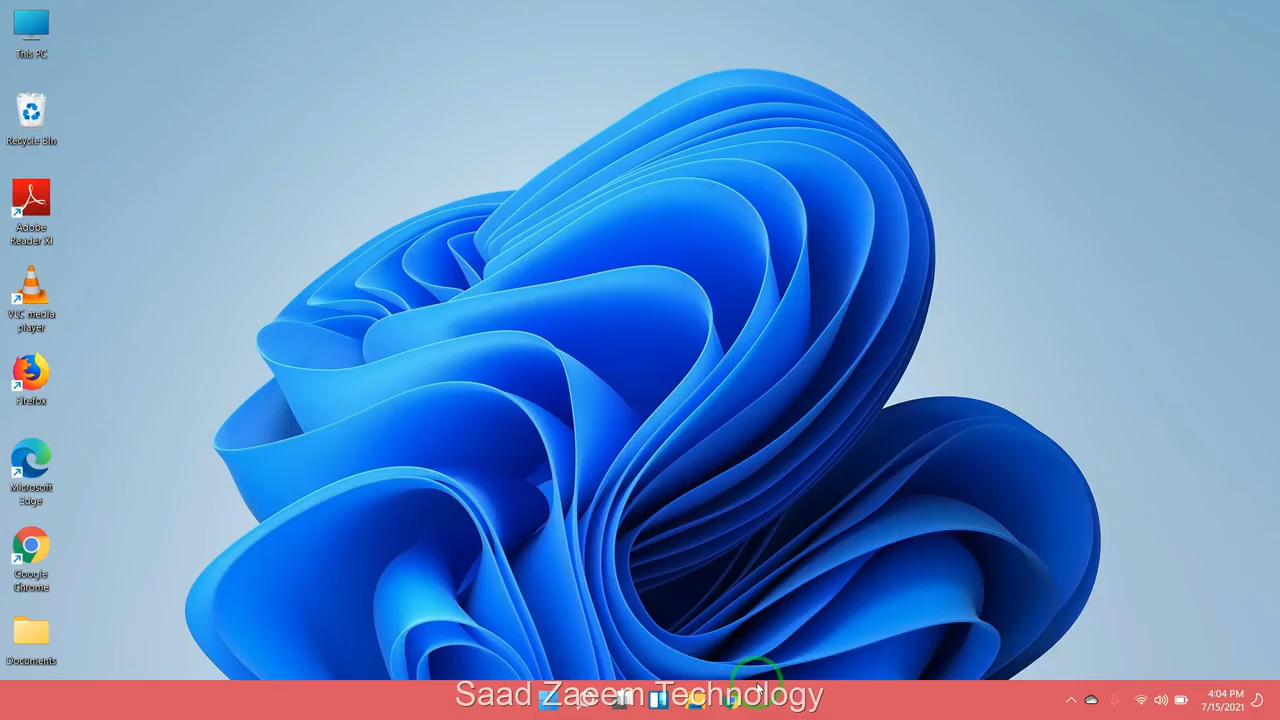 This PC
Recycle Bin
Adobe
Reader XI
VLC media
player
Firefox
Microsoft
Edge
Google
Chrome
Documents
Saad Zaeem Technology
4:04 PM
7/15/2021